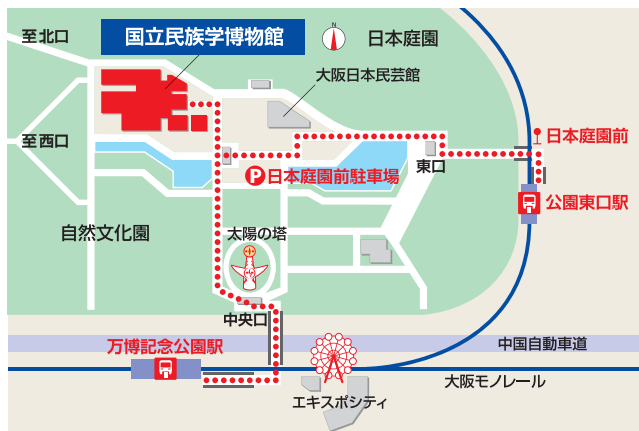 至北口
国立民族学博物館
N
日本庭園
大阪日本民芸館
至西口
日本庭園前
東口
P日本庭園前駐車場
公園東口駅
自然文化園
太陽の塔
中央口
万博記念公園駅
中国自動車道
大阪モノレール
エキスポシティ